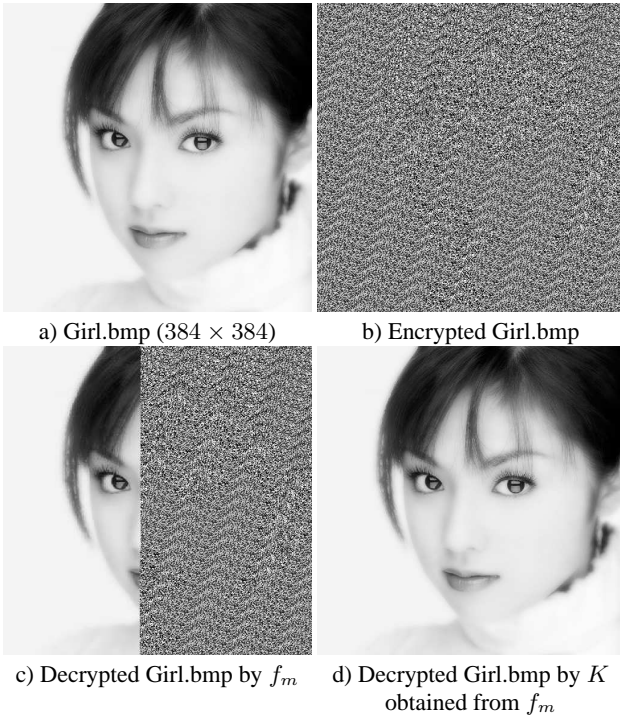 a) Girl.bmp (384 × 384)
b) Encrypted Girl.bmp
c) Decrypted Girl.bmp by f_m
d) Decrypted Girl.bmp by K
obtained from f_m